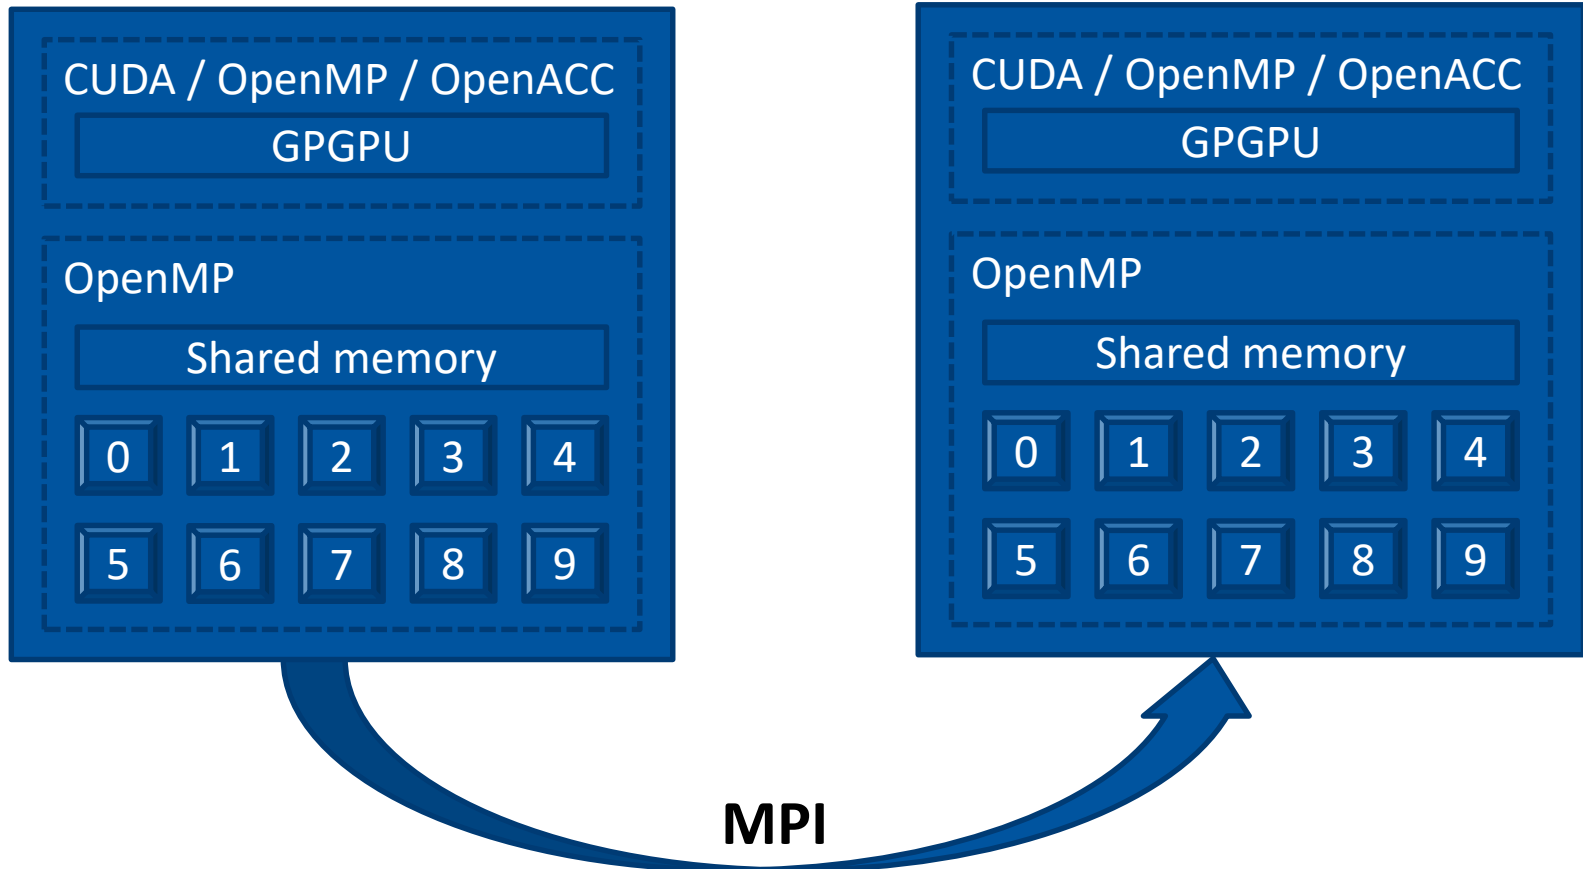 CUDA / OpenMP / OpenACC
GPGPU
OpenMP
Shared memory
0 1 2 3 4
5 6 7 8 9
CUDA / OpenMP / OpenACC
GPGPU
OpenMP
Shared memory
0 1 2 3 4
5 6 7 8 9
MPI